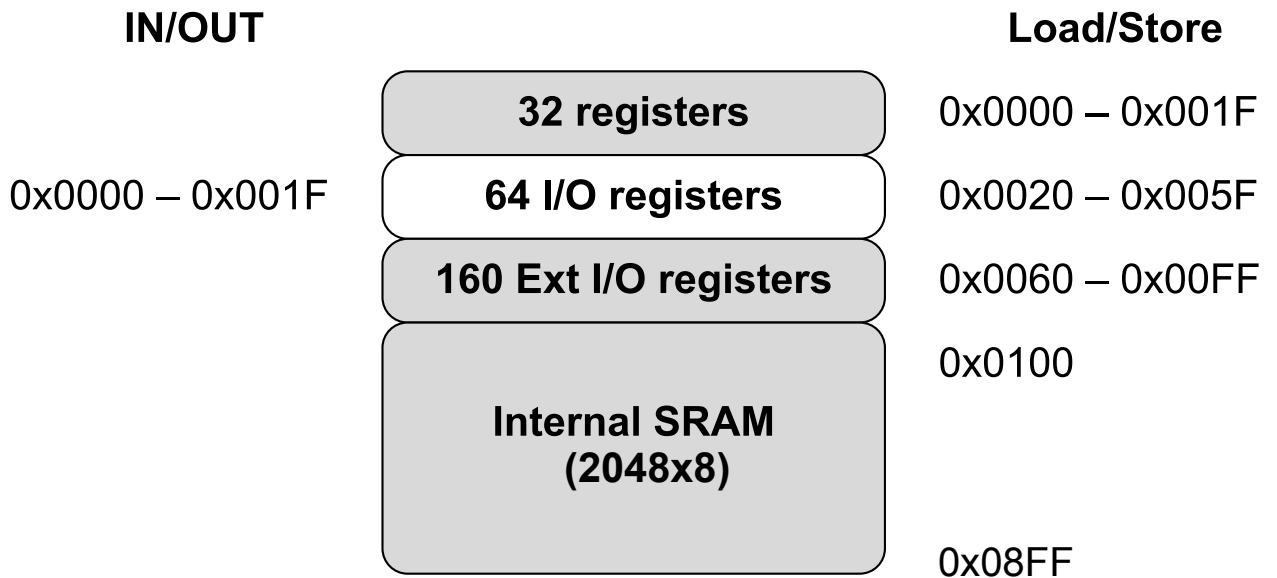 IN/OUT
Load/Store
32 registers
0x0000 – 0x001F
0x0000 – 0x001F
64 I/O registers
0x0020 – 0x005F
160 Ext I/O registers
0x0060 – 0x00FF
0x0100
Internal SRAM
(2048x8)
0x08FF